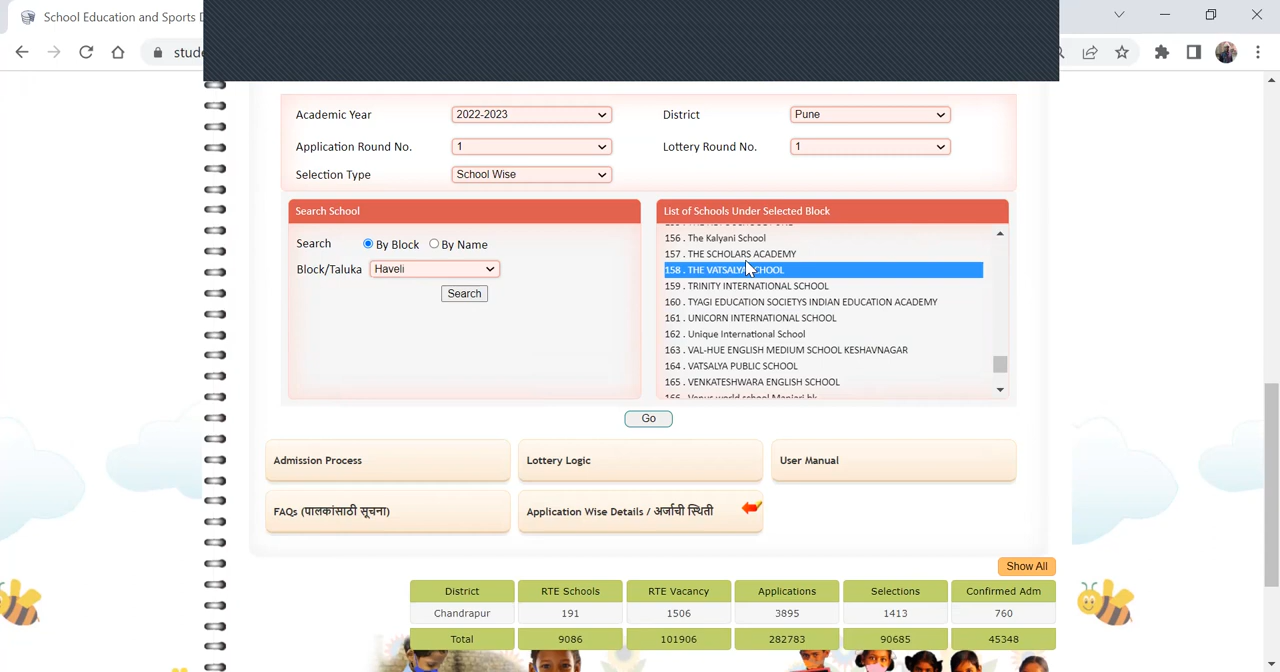 School Education and Sports D
stude
Academic Year 2022-2023 District Pune
Application Round No. 1 Lottery Round No. 1
Selection Type School Wise
Search School
Search By Block By Name
Block/Taluka Haveli
Search
List of Schools Under Selected Block
156 . The Kalyani School
157 . THE SCHOLARS ACADEMY
158 . THE VATSALYA SCHOOL
159 . TRINITY INTERNATIONAL SCHOOL
160 . TYAGI EDUCATION SOCIETYS INDIAN EDUCATION ACADEMY
161 . UNICORN INTERNATIONAL SCHOOL
162 . Unique International School
163 . VAL-HUE ENGLISH MEDIUM SCHOOL KESHAVNAGAR
164 . VATSALYA PUBLIC SCHOOL
165 . VENKATESHWARA ENGLISH SCHOOL
166 . Venus world school Manjari bk
Go
Admission Process Lottery Logic User Manual
FAQs (पालकांसाठी सूचना) Application Wise Details / अर्जाची स्थिती
Show All
District RTE Schools RTE Vacancy Applications Selections Confirmed Adm
Chandrapur 191 1506 3895 1413 760
Total 9086 101906 282783 90685 45348